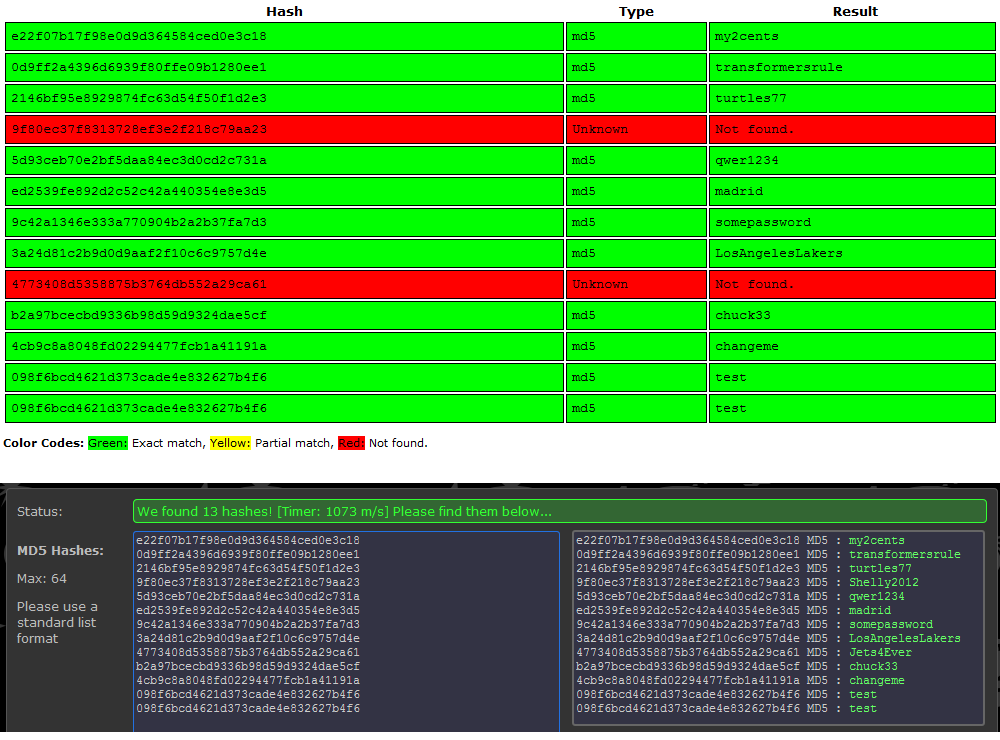 Hash Type Result
e22f07b17f98e0d9d364584ced0e3c18 md5 my2cents
0d9ff2a4396d6939f80ffe09b1280ee1 md5 transformersrule
2146bf95e8929874fc63d54f50f1d2e3 md5 turtles77
9f80ec37f8313728ef3e2f218c79aa23 Unknown Not found.
5d93ceb70e2bf5daa84ec3d0cd2c731a md5 qwer1234
ed2539fe892d2c52c42a440354e8e3d5 md5 madrid
9c42a1346e333a770904b2a2b37fa7d3 md5 somepassword
3a24d81c2b9d0d9aaf2f10c6c9757d4e md5 LosAngelesLakers
4773408d5358875b3764db552a29ca61 Unknown Not found.
b2a97bcecbd9336b98d59d9324dae5cf md5 chuck33
4cb9c8a8048fd02294477fcb1a41191a md5 changeme
098f6bcd4621d373cade4e832627b4f6 md5 test
098f6bcd4621d373cade4e832627b4f6 md5 test
Color Codes: Green: Exact match, Yellow: Partial match, Red: Not found.
Status: We found 13 hashes! [Timer: 1073 m/s] Please find them below...
MD5 Hashes:
Max: 64
Please use a
standard list
format
e22f07b17f98e0d9d364584ced0e3c18
0d9ff2a4396d6939f80ffe09b1280ee1
2146bf95e8929874fc63d54f50f1d2e3
9f80ec37f8313728ef3e2f218c79aa23
5d93ceb70e2bf5daa84ec3d0cd2c731a
ed2539fe892d2c52c42a440354e8e3d5
9c42a1346e333a770904b2a2b37fa7d3
3a24d81c2b9d0d9aaf2f10c6c9757d4e
4773408d5358875b3764db552a29ca61
b2a97bcecbd9336b98d59d9324dae5cf
4cb9c8a8048fd02294477fcb1a41191a
098f6bcd4621d373cade4e832627b4f6
098f6bcd4621d373cade4e832627b4f6
e22f07b17f98e0d9d364584ced0e3c18 MD5 : my2cents
0d9ff2a4396d6939f80ffe09b1280ee1 MD5 : transformersrule
2146bf95e8929874fc63d54f50f1d2e3 MD5 : turtles77
9f80ec37f8313728ef3e2f218c79aa23 MD5 : Shelly2012
5d93ceb70e2bf5daa84ec3d0cd2c731a MD5 : qwer1234
ed2539fe892d2c52c42a440354e8e3d5 MD5 : madrid
9c42a1346e333a770904b2a2b37fa7d3 MD5 : somepassword
3a24d81c2b9d0d9aaf2f10c6c9757d4e MD5 : LosAngelesLakers
4773408d5358875b3764db552a29ca61 MD5 : Jets4Ever
b2a97bcecbd9336b98d59d9324dae5cf MD5 : chuck33
4cb9c8a8048fd02294477fcb1a41191a MD5 : changeme
098f6bcd4621d373cade4e832627b4f6 MD5 : test
098f6bcd4621d373cade4e832627b4f6 MD5 : test